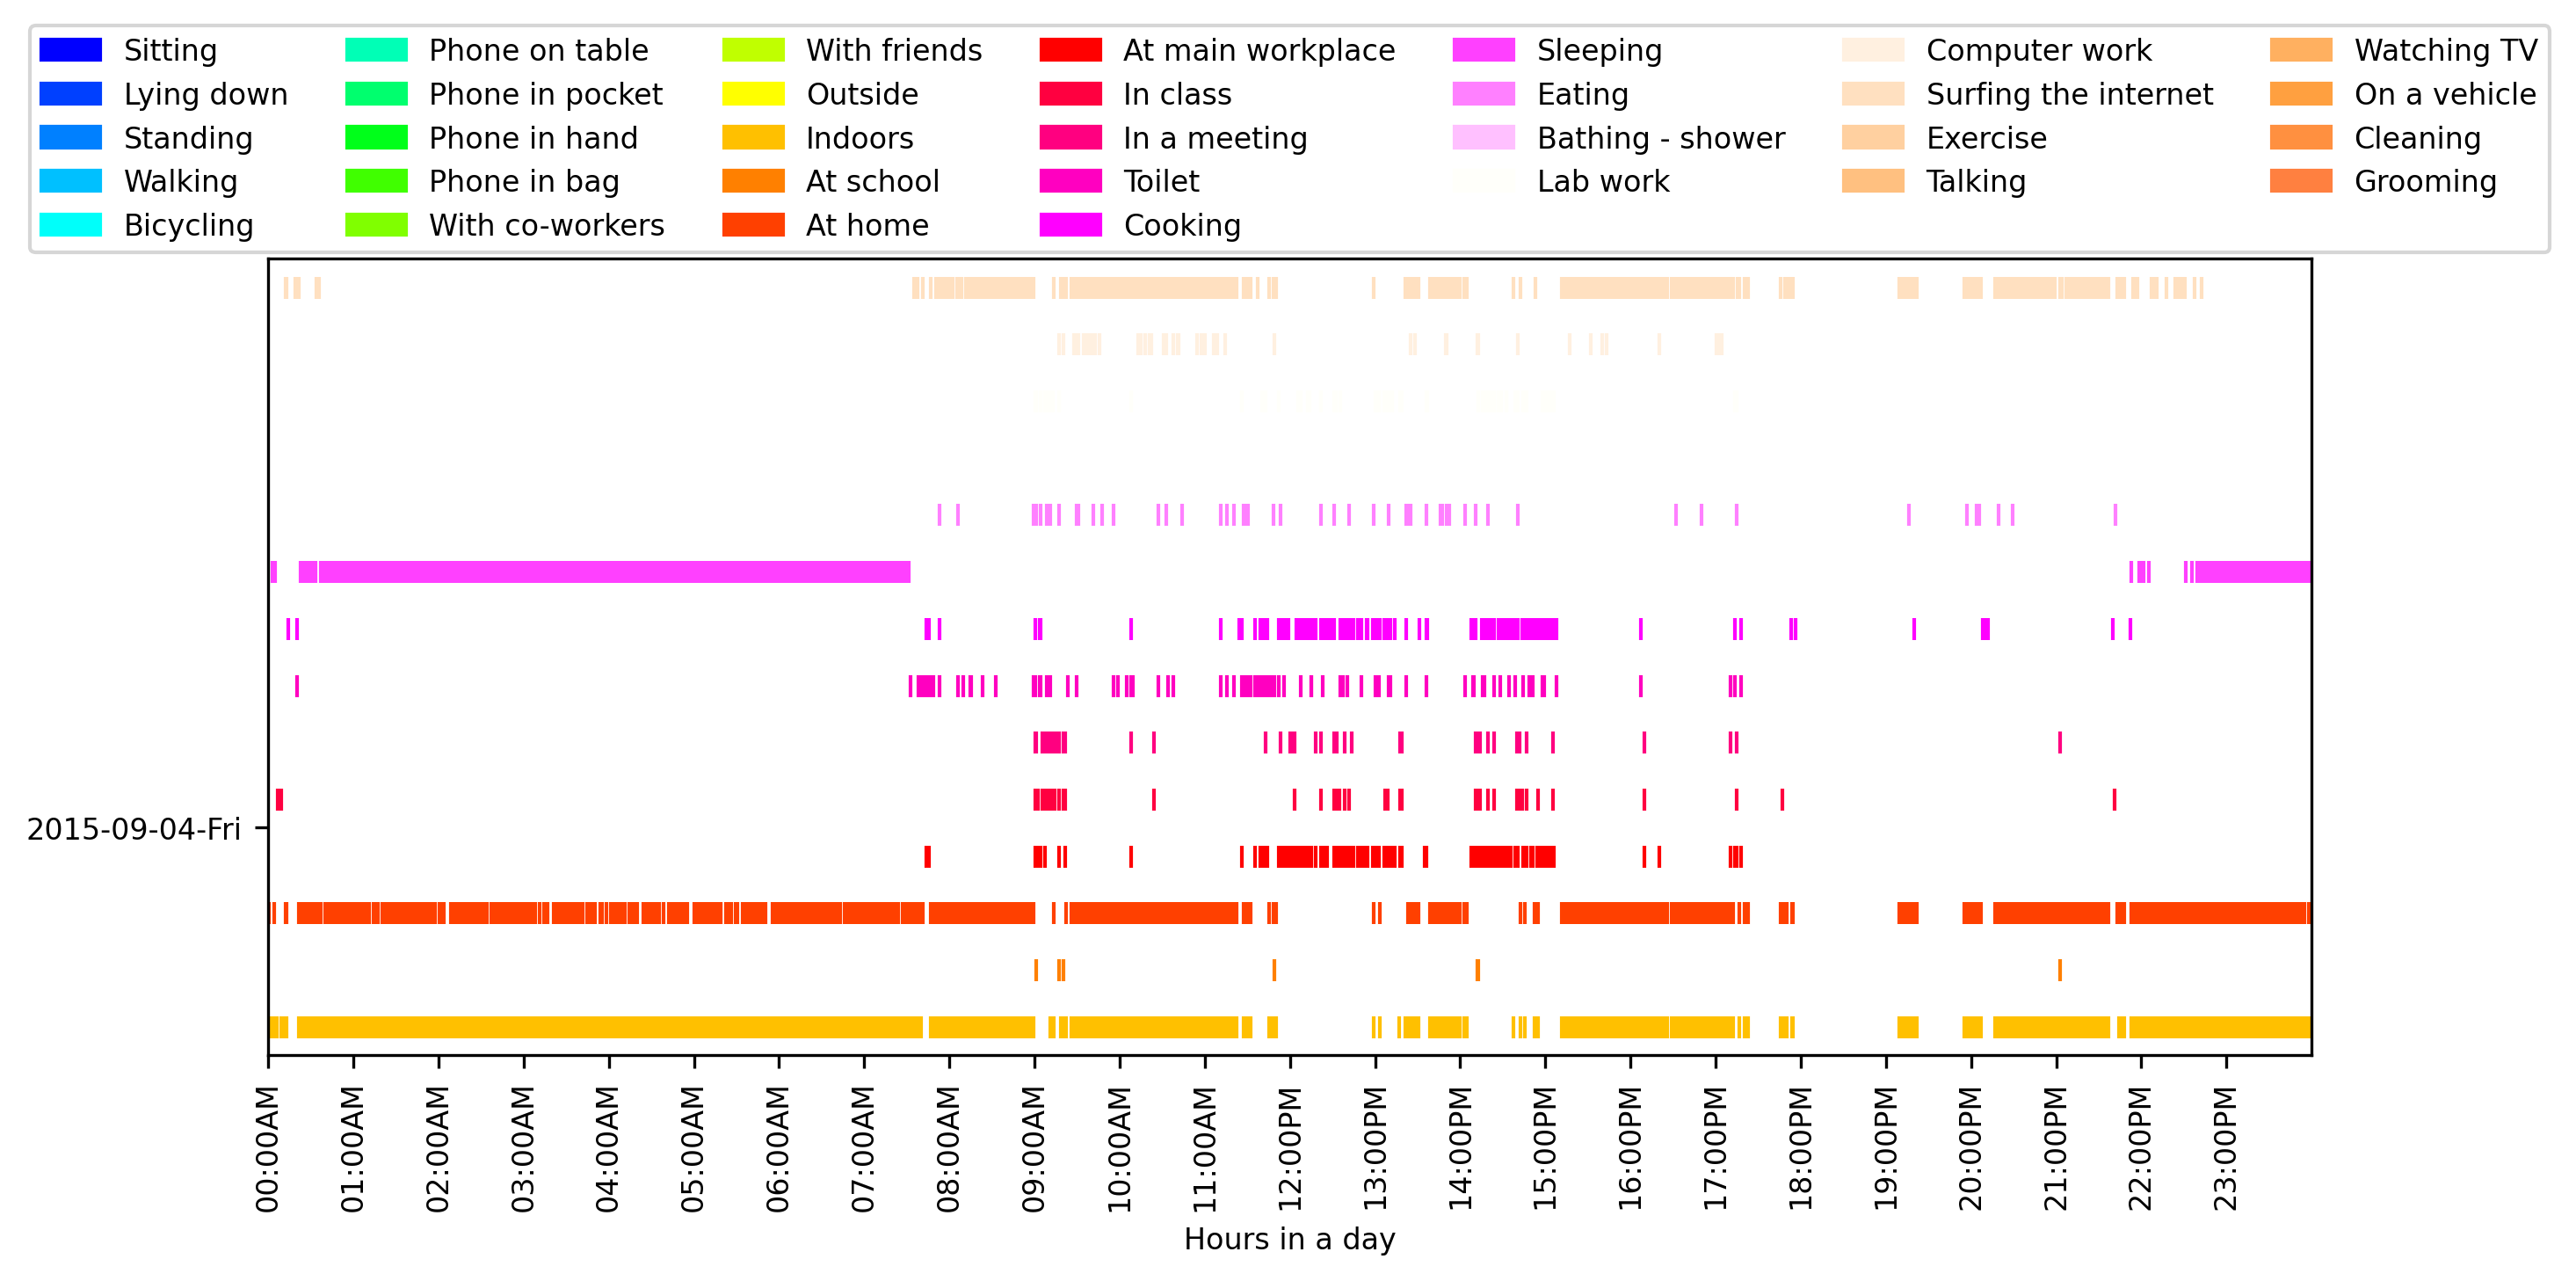 Sitting
Lying down
Standing
Walking
Bicycling
Phone on table
Phone in pocket
Phone in hand
Phone in bag
With co-workers
With friends
Outside
Indoors
At school
At home
At main workplace
In class
In a meeting
Toilet
Cooking
Sleeping
Eating
Bathing - shower
Lab work
Computer work
Surfing the internet
Exercise
Talking
Watching TV
On a vehicle
Cleaning
Grooming
2015-09-04-Fri
00:00AM
01:00AM
02:00AM
03:00AM
04:00AM
05:00AM
06:00AM
07:00AM
08:00AM
09:00AM
10:00AM
11:00AM
12:00PM
13:00PM
14:00PM
15:00PM
16:00PM
17:00PM
18:00PM
19:00PM
20:00PM
21:00PM
22:00PM
23:00PM
Hours in a day